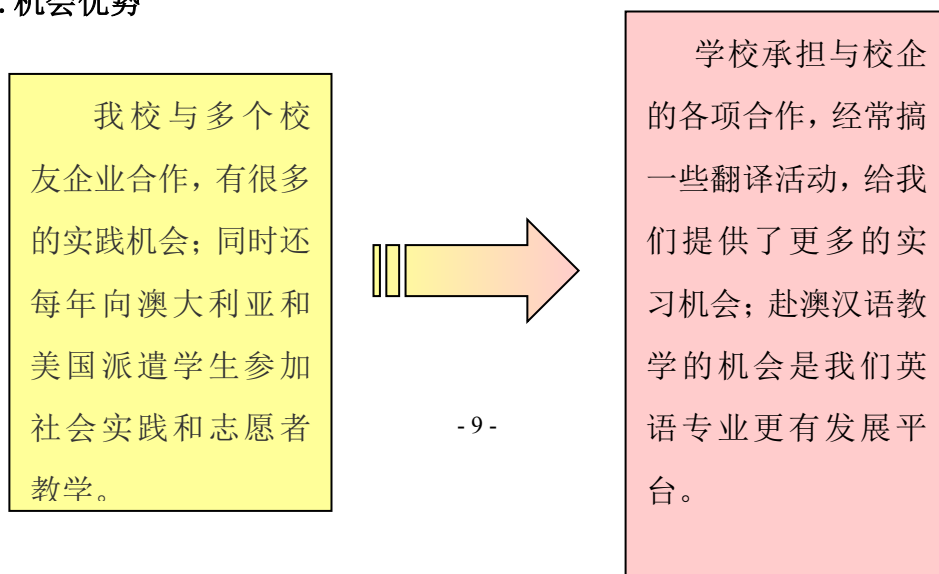 . 机会优势
我校与多个校
友企业合作，有很多
的实践机会；同时还
每年向澳大利亚和
美国派遣学生参加
社会实践和志愿者
教学。
学校承担与校企
的各项合作，经常搞
一些翻译活动，给我
们提供了更多的实
习机会；赴澳汉语教
学的机会是我们英
语专业更有发展平
台。
- 9 -